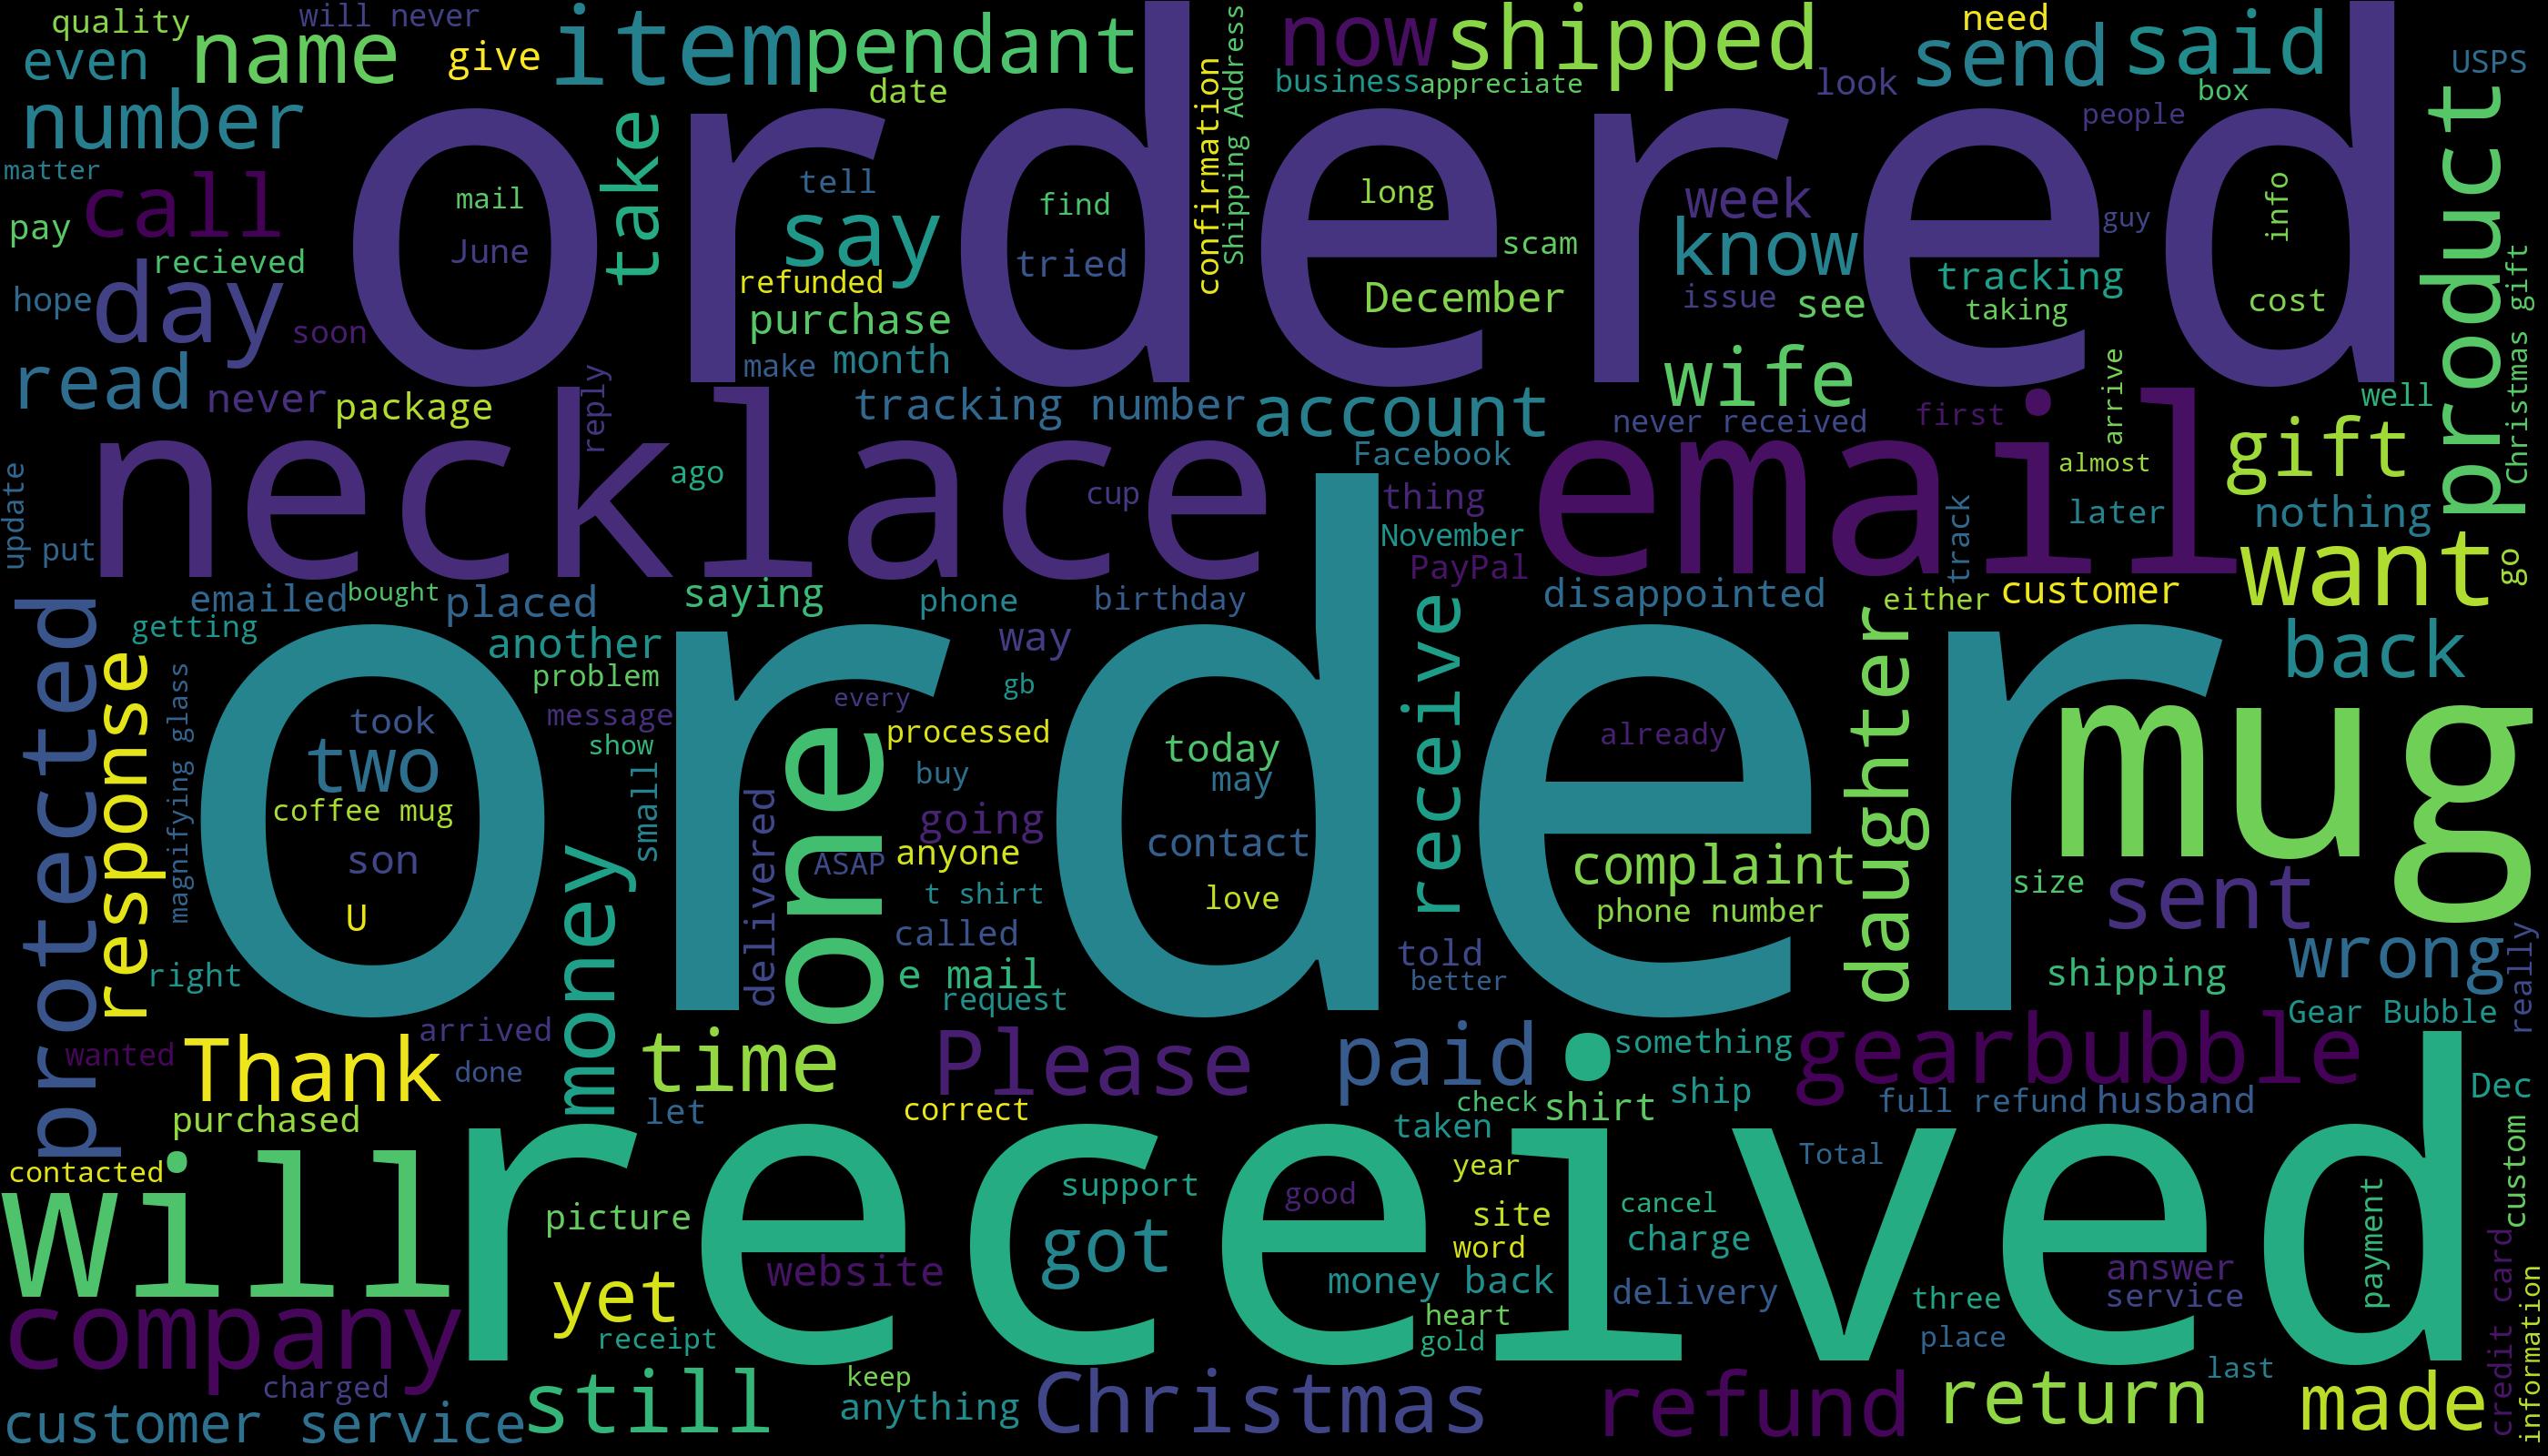 quality
will never
even
name
give
item
pendant
date
now
shipped
business
appreciate
need
look
send
said
USPS
box
people
number
matter
call
pay
day
recieved
hope
soon
read
never
package
ordered
mail
June
take
tell
say
refunded
purchase
make
month
find
tried
confirmation
Shipping Address
long
scam
December
week
know
issue
see
wife
tracking
taking
guy
info
cost
product
Christmas gift
reply
tracking number
account
never received
first
arrive
well
necklace
ago
cup
Facebook
thing
November
PayPal
email
almost
later
track
gift
nothing
want
go
update
put
emailed
bought
placed
saying
phone
birthday
disappointed
either
customer
back
getting
another
problem
message
show
way
gb
every
processed
buy
order
protected
response
magnifying glass
took
two
coffee mug
son
U
right
small
money
delivered
one
going
ASAP
anyone
t shirt
called
e mail
request
today
may
contact
love
receive
told
better
already
complaint
phone number
daughter
mug
size
sent
wrong
shipping
Gear Bubble
really
wanted
Thank
arrived
done
time
let
Please
correct
paid
something
gearbubble
ship
shirt
check
taken
full refund
husband
Dec
purchased
contacted
will
received
picture
yet
receipt
website
support
got
good
year
site
word
money back
heart
gold
Total
cancel
charge
delivery
three
place
answer
service
payment
custom
credit card
information
company
charged
customer service
still
keep
anything
Christmas
refund
return
last
made